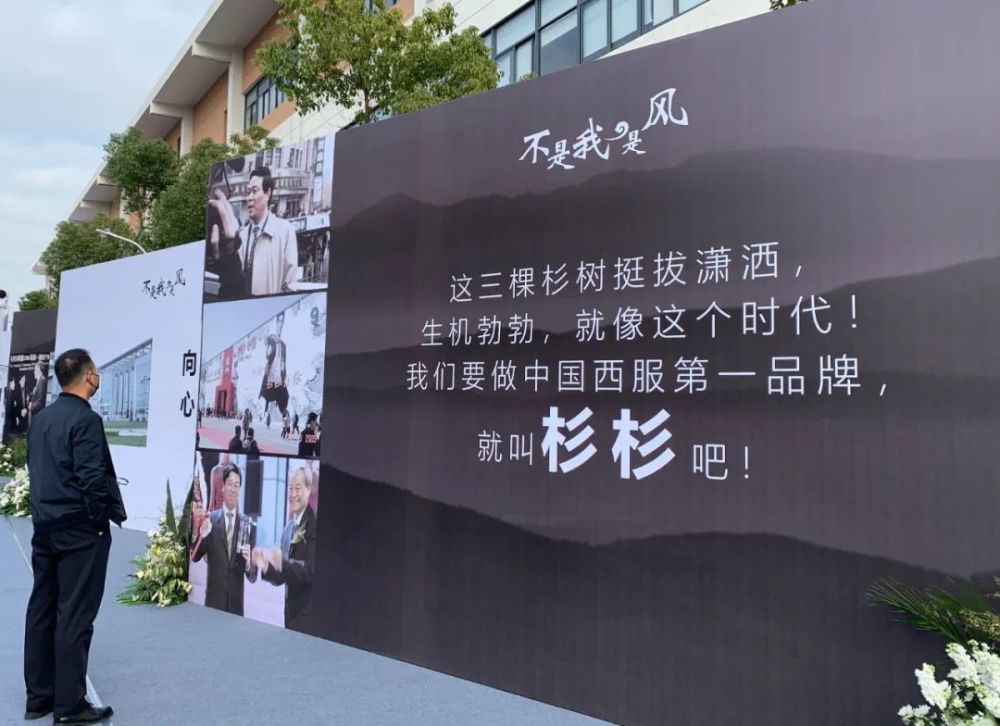 不是我是风
这三棵杉树挺拔潇洒，
生机勃勃，就像这个时代！
我们要做中国西服第一品牌，
就叫杉杉吧！
不是我是风
向心